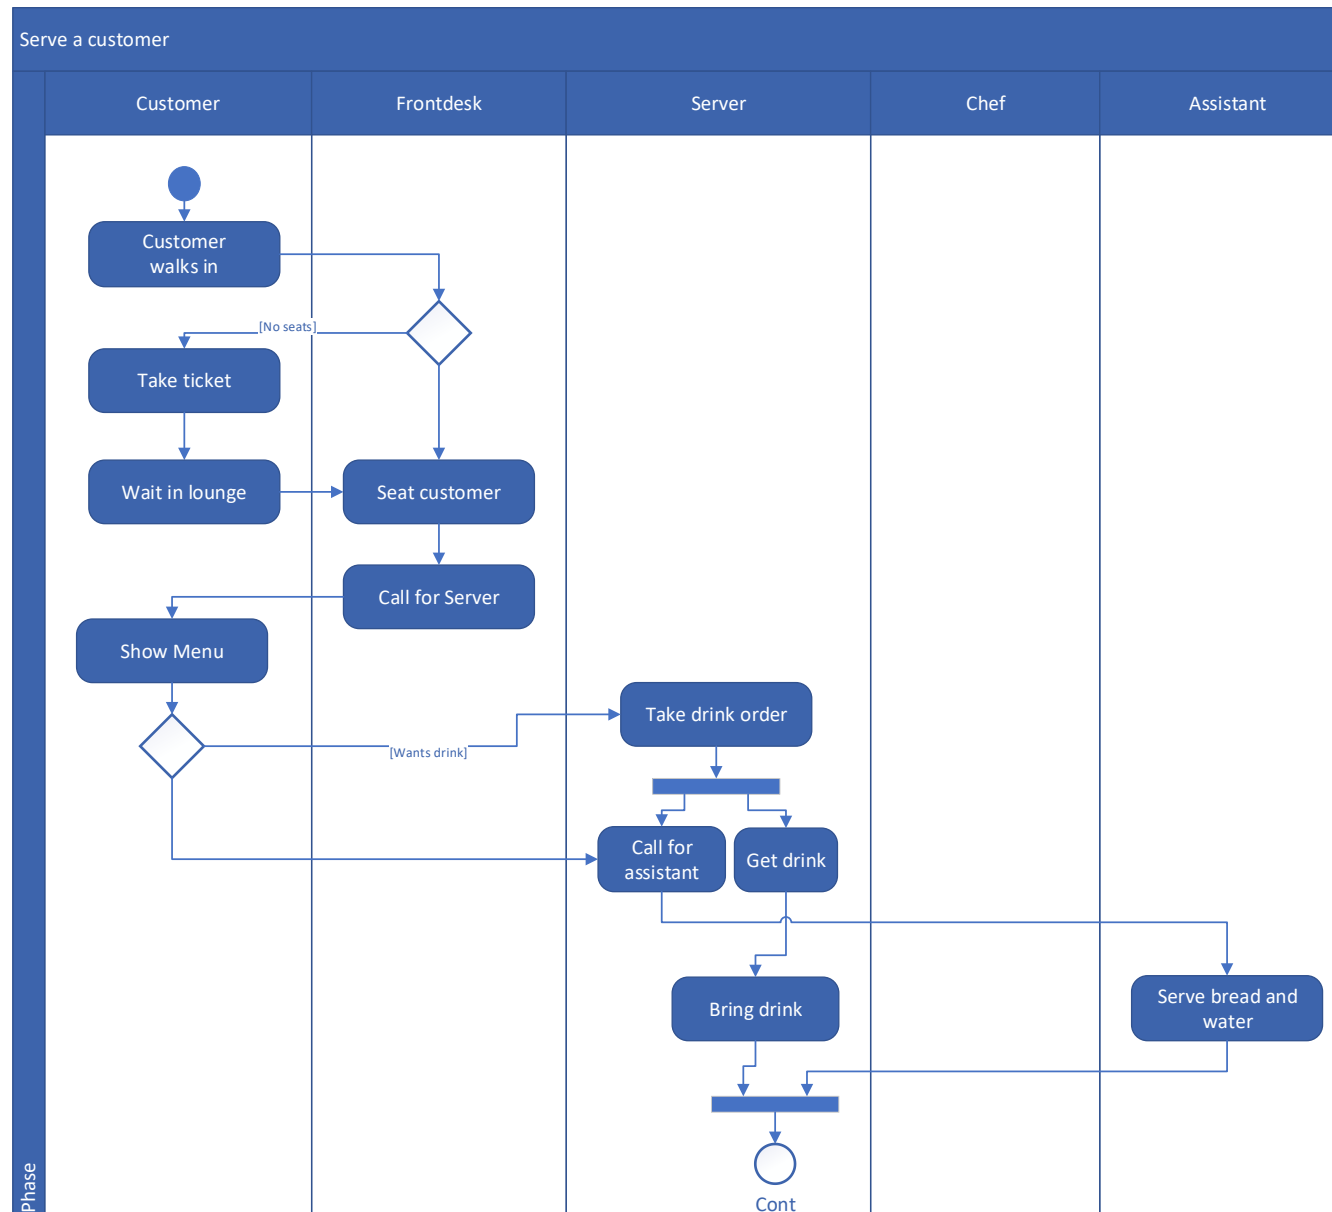 Serve a customer
Customer
Frontdesk
Server
Chef
Assistant
Customer
walks in
[No seats]
Take ticket
Wait in lounge
Seat customer
Call for Server
Show Menu
Take drink order
[Wants drink]
Call for
assistant
Get drink
Bring drink
Serve bread and
water
Phase
Cont